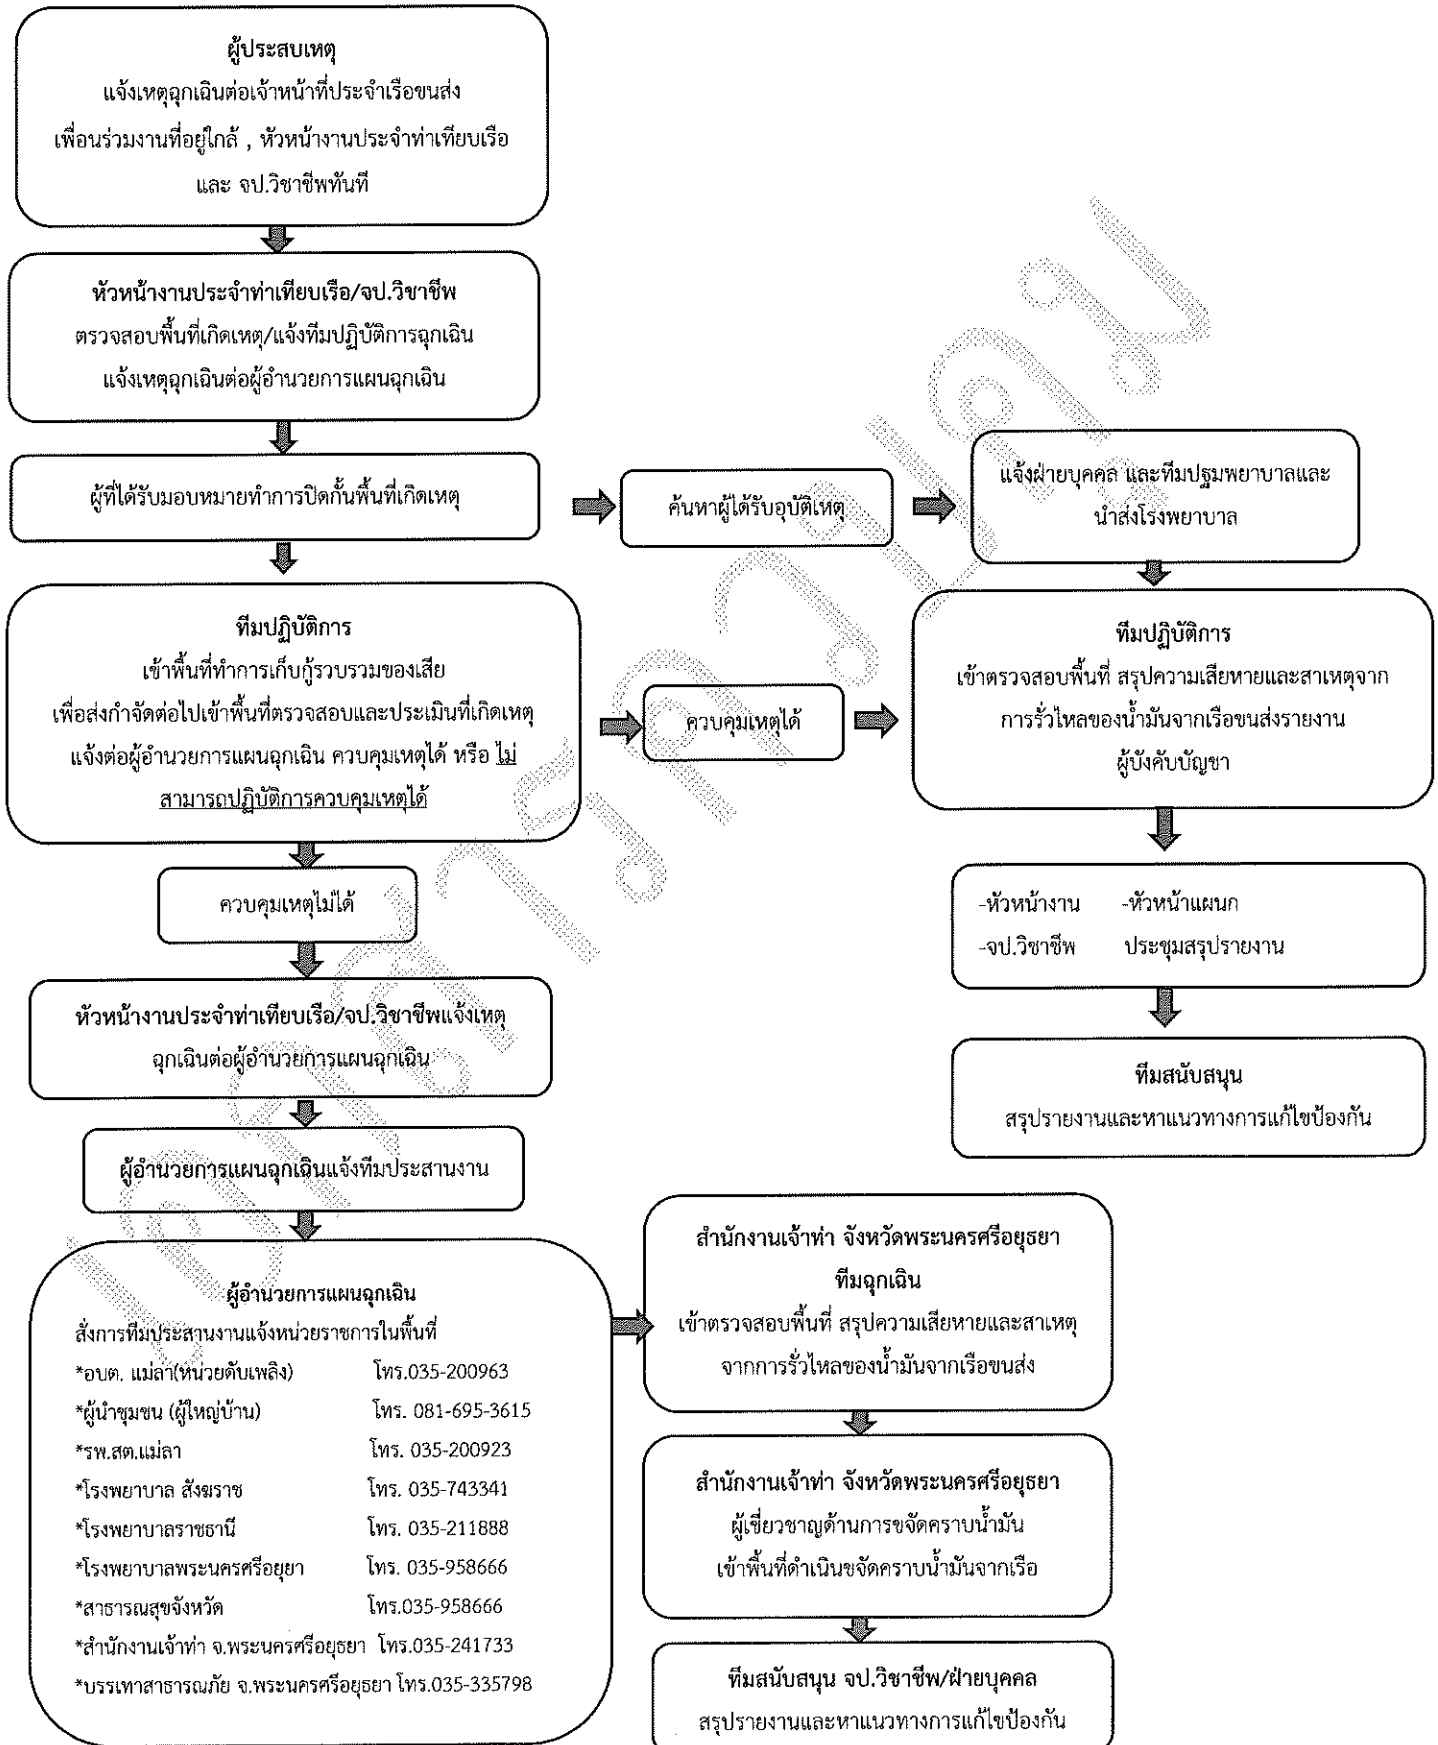 ผู้ประสบเหตุ
แจ้งเหตุฉุกเฉินต่อเจ้าหน้าที่ประจำเรือขนส่ง
เพื่อนร่วมงานที่อยู่ใกล้ , หัวหน้างานประจำท่าเทียบเรือ
และ จป.วิชาชีพทันที
หัวหน้างานประจำท่าเทียบเรือ/จป.วิชาชีพ
ตรวจสอบพื้นที่เกิดเหตุ/แจ้งทีมปฏิบัติการฉุกเฉิน
แจ้งเหตุฉุกเฉินต่อผู้อำนวยการแผนฉุกเฉิน
ผู้ที่ได้รับมอบหมายทำการปิดกั้นพื้นที่เกิดเหตุ
ค้นหาผู้ได้รับอุบัติเหตุ
แจ้งฝ่ายบุคคล และทีมปฐมพยาบาลและ
นำส่งโรงพยาบาล
ทีมปฏิบัติการ
เข้าพื้นที่ทำการเก็บกู้รวบรวมของเสีย
เพื่อส่งกำจัดต่อไปเข้าพื้นที่ตรวจสอบและประเมินที่เกิดเหตุ
แจ้งต่อผู้อำนวยการแผนฉุกเฉิน ควบคุมเหตุได้ หรือ ไม่
สามารถปฏิบัติการควบคุมเหตุได้
ควบคุมเหตุได้
ทีมปฏิบัติการ
เข้าตรวจสอบพื้นที่ สรุปความเสียหายและสาเหตุจาก
การรั่วไหลของน้ำมันจากเรือขนส่งรายงาน
ผู้บังคับบัญชา
-หัวหน้างาน -หัวหน้าแผนก
-จป.วิชาชีพ ประชุมสรุปรายงาน
ทีมสนับสนุน
สรุปรายงานและหาแนวทางการแก้ไขป้องกัน
ควบคุมเหตุไม่ได้
หัวหน้างานประจำท่าเทียบเรือ/จป.วิชาชีพแจ้งเหตุ
ฉุกเฉินต่อผู้อำนวยการแผนฉุกเฉิน
ผู้อำนวยการแผนฉุกเฉินแจ้งทีมประสานงาน
ผู้อำนวยการแผนฉุกเฉิน
สั่งการทีมประสานงานแจ้งหน่วยราชการในพื้นที่
*อบต. แม่ลา(หน่วยดับเพลิง) โทร.035-200963
*ผู้นำชุมชน (ผู้ใหญ่บ้าน) โทร. 081-695-3615
*รพ.สต.แม่ลา โทร. 035-200923
*โรงพยาบาล สังฆราช โทร. 035-743341
*โรงพยาบาลราชธานี โทร. 035-211888
*โรงพยาบาลพระนครศรีอยุยา โทร. 035-958666
*สาธารณสุขจังหวัด โทร.035-958666
*สำนักงานเจ้าท่า จ.พระนครศรีอยุธยา โทร.035-241733
*บรรเทาสาธารณภัย จ.พระนครศรีอยุธยา โทร.035-335798
สำนักงานเจ้าท่า จังหวัดพระนครศรีอยุธยา
ทีมฉุกเฉิน
เข้าตรวจสอบพื้นที่ สรุปความเสียหายและสาเหตุ
จากการรั่วไหลของน้ำมันจากเรือขนส่ง
สำนักงานเจ้าท่า จังหวัดพระนครศรีอยุธยา
ผู้เชี่ยวชาญด้านการขจัดคราบน้ำมัน
เข้าพื้นที่ดำเนินขจัดคราบน้ำมันจากเรือ
ทีมสนับสนุน จป.วิชาชีพ/ฝ่ายบุคคล
สรุปรายงานและหาแนวทางการแก้ไขป้องกัน